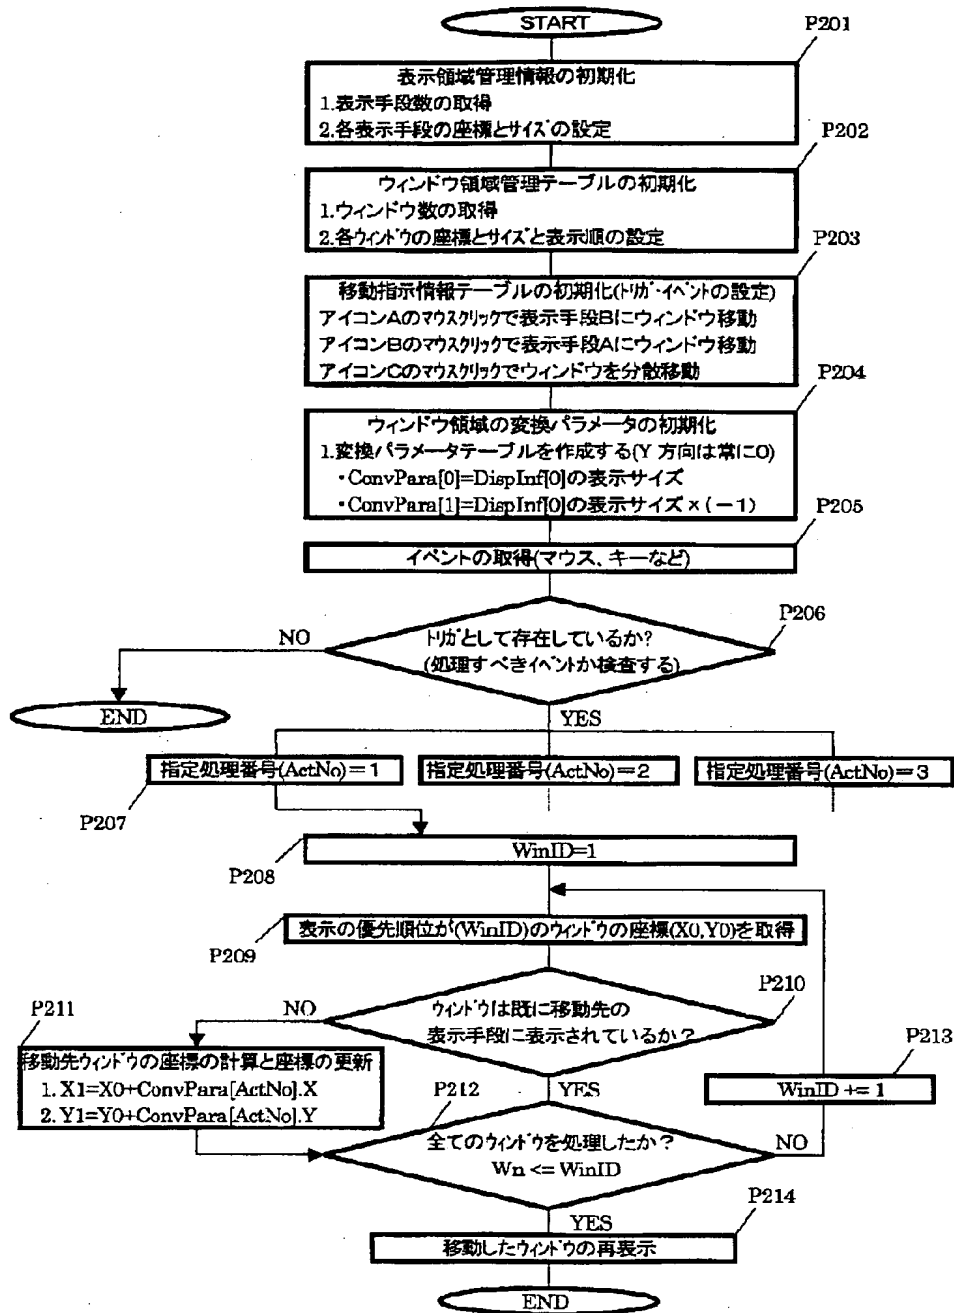 START
P201
表示領域管理情報の初期化
1.表示手段数の取得
2.各表示手段の座標とサイズの設定
P202
ウィンドウ領域管理テーブルの初期化
1.ウィンドウ数の取得
2.各ウィンドウの座標とサイズと表示順の設定
P203
移動指示情報テーブルの初期化(トリガ・イベントの設定)
アイコンAのマウスクリックで表示手段Bにウィンドウ移動
アイコンBのマウスクリックで表示手段Aにウィンドウ移動
アイコンCのマウスクリックでウィンドウを分散移動
P204
ウィンドウ領域の変換パラメータの初期化
1.変換パラメータテーブルを作成する(Y 方向は常に0)
・ConvPara[0]=DispInf[0]の表示サイズ
・ConvPara[1]=DispInf[0]の表示サイズ×(－1)
P205
イベントの取得(マウス、キーなど)
P206
NO
トリガとして存在しているか?
(処理すべきイベントか検査する)
END
YES
指定処理番号(ActNo)＝1
指定処理番号(ActNo)＝2
指定処理番号(ActNo)＝3
P207
WinID=1
P208
表示の優先順位が(WinID)のウィンドウの座標(X0,Y0)を取得
P209
P210
P211
NO
ウィンドウは既に移動先の
表示手段に表示されているか？
P213
移動先ウィンドウの座標の計算と座標の更新
1. X1=X0+ConvPara[ActNo].X
2. Y1=Y0+ConvPara[ActNo].Y
YES
WinID += 1
P212
全てのウィンドウを処理したか？
Wn <= WinID
NO
P214
YES
移動したウィンドウの再表示
END